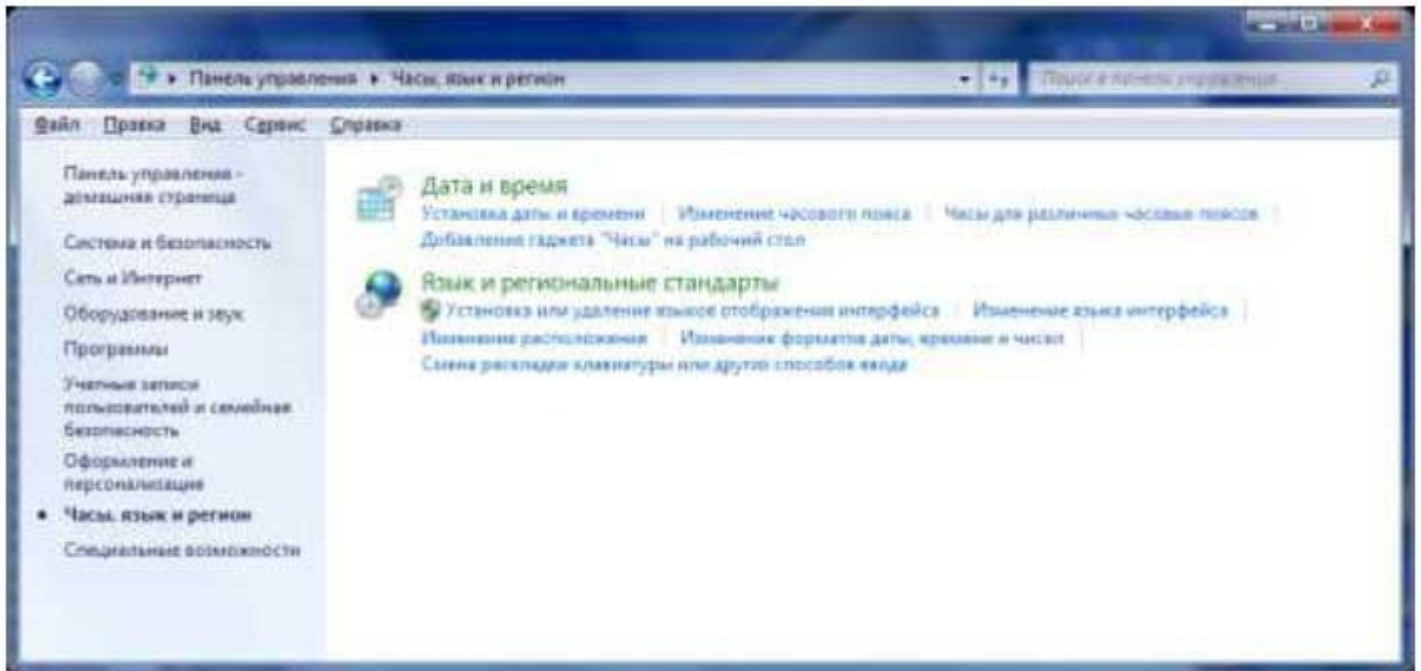 Панель управления ▸ Часы, язык и регион
Поиск в панели управления
Файл Правка Вид Сервис Справка
Панель управления -
домашняя страница
Система и безопасность
Сеть и Интернет
Оборудование и звук
Программы
Учетные записи
пользователей и семейная
безопасность
Оформление и
персонализация
Часы, язык и регион
Специальные возможности
Дата и время
Установка даты и времени
Изменение часового пояса
Часы для различных часовых поясов
Добавление гаджета "Часы" на рабочий стол
Язык и региональные стандарты
Установка или удаление языков отображения интерфейса
Изменение языка интерфейса
Изменение расположения
Изменение форматов даты, времени и чисел
Смена раскладки клавиатуры или других способов ввода